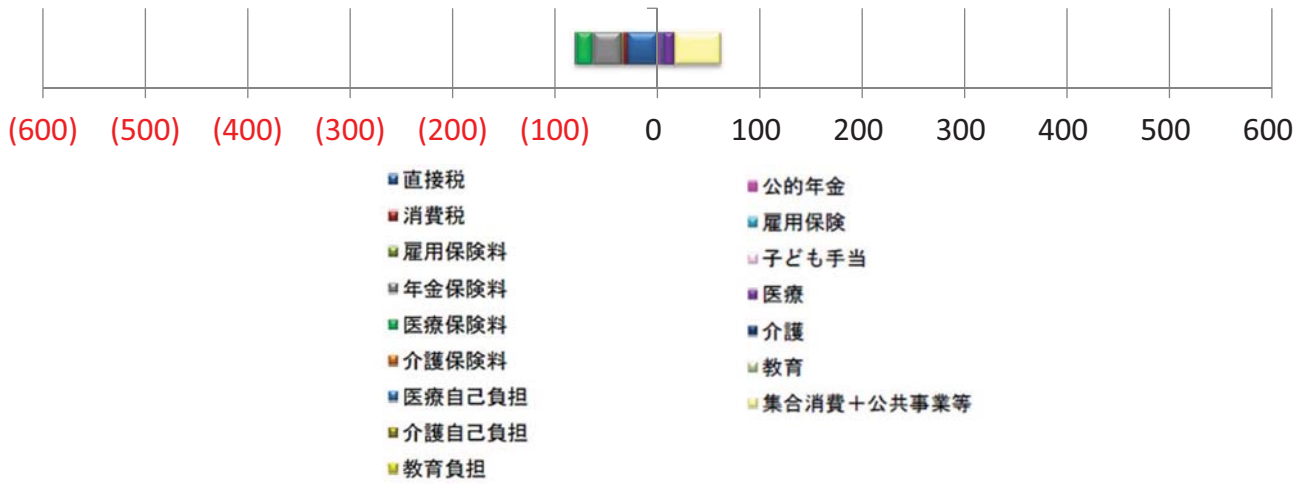 (600) (500) (400) (300) (200) (100) 0 100 200 300 400 500 600
直接税
消費税
雇用保険料
年金保険料
医療保険料
介護保険料
医療自己負担
介護自己負担
教育負担
公的年金
雇用保険
子ども手当
医療
介護
教育
集合消費＋公共事業等